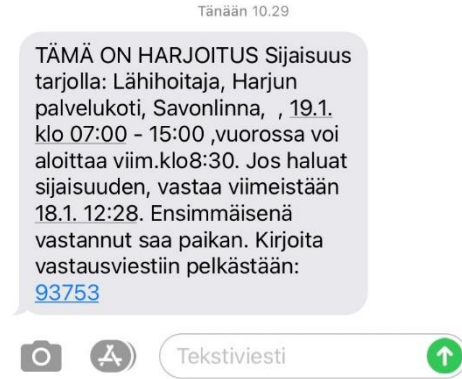 Tänään 10.29
TÄMÄ ON HARJOITUS Sijaisuus
tarjolla: Lähihoitaja, Harjun
palvelukoti, Savonlinna, , 19.1.
klo 07:00 - 15:00 ,vuorossa voi
aloittaa viim.klo8:30. Jos haluat
sijaisuuden, vastaa viimeistään
18.1. 12:28. Ensimmäisenä
vastannut saa paikan. Kirjoita
vastausviestiin pelkästään:
93753
Tekstiviesti